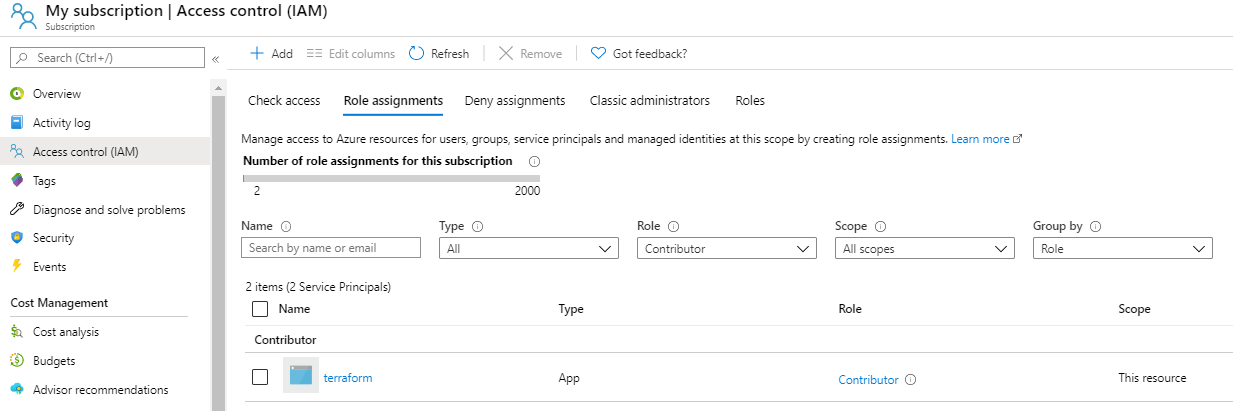 My subscription | Access control (IAM)
Subscription
Search (Ctrl+/)
«
Overview
Activity log
Access control (IAM)
Tags
Diagnose and solve problems
Security
Events
Cost Management
Cost analysis
Budgets
Advisor recommendations
Add Edit columns Refresh Remove Got feedback?
Check access Role assignments Deny assignments Classic administrators Roles
Manage access to Azure resources for users, groups, service principals and managed identities at this scope by creating role assignments. Learn more
Number of role assignments for this subscription
2 2000
Name Type Role Scope Group by
Search by name or email All Contributor All scopes Role
2 items (2 Service Principals)
Name Type Role Scope
Contributor
terraform App Contributor This resource